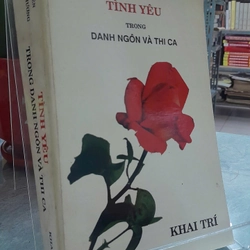 TÌNH YÊU
TRONG
DANH NGÔN VÀ THI CA
KHAI TRÍ
TÌNH YÊU
TRONG DANH NGÔN VÀ THI CA